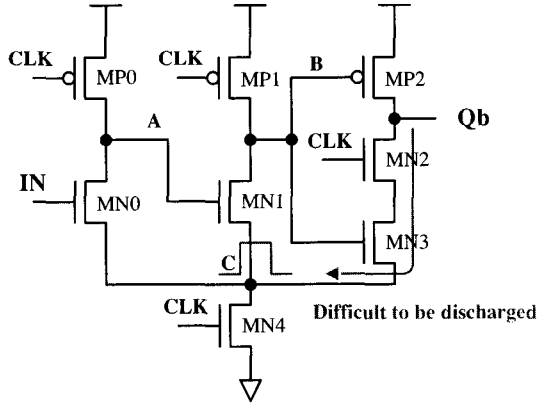 CLK
MP0
CLK
MP1
B
MP2
A
Qb
CLK
MN2
IN
MN0
MN1
MN3
C
CLK
MN4
Difficult to be discharged